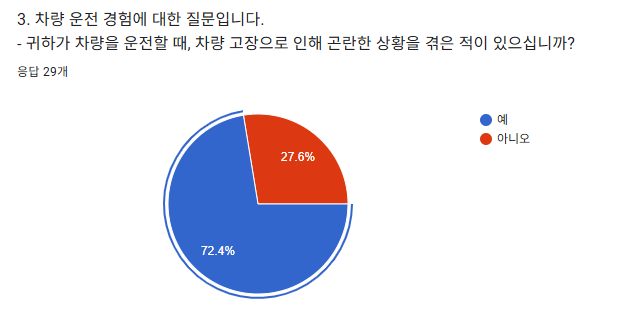 3. 차량 운전 경험에 대한 질문입니다.
- 귀하가 차량을 운전할 때, 차량 고장으로 인해 곤란한 상황을 겪은 적이 있으십니까?
응답 29개
예
아니오
27.6%
72.4%